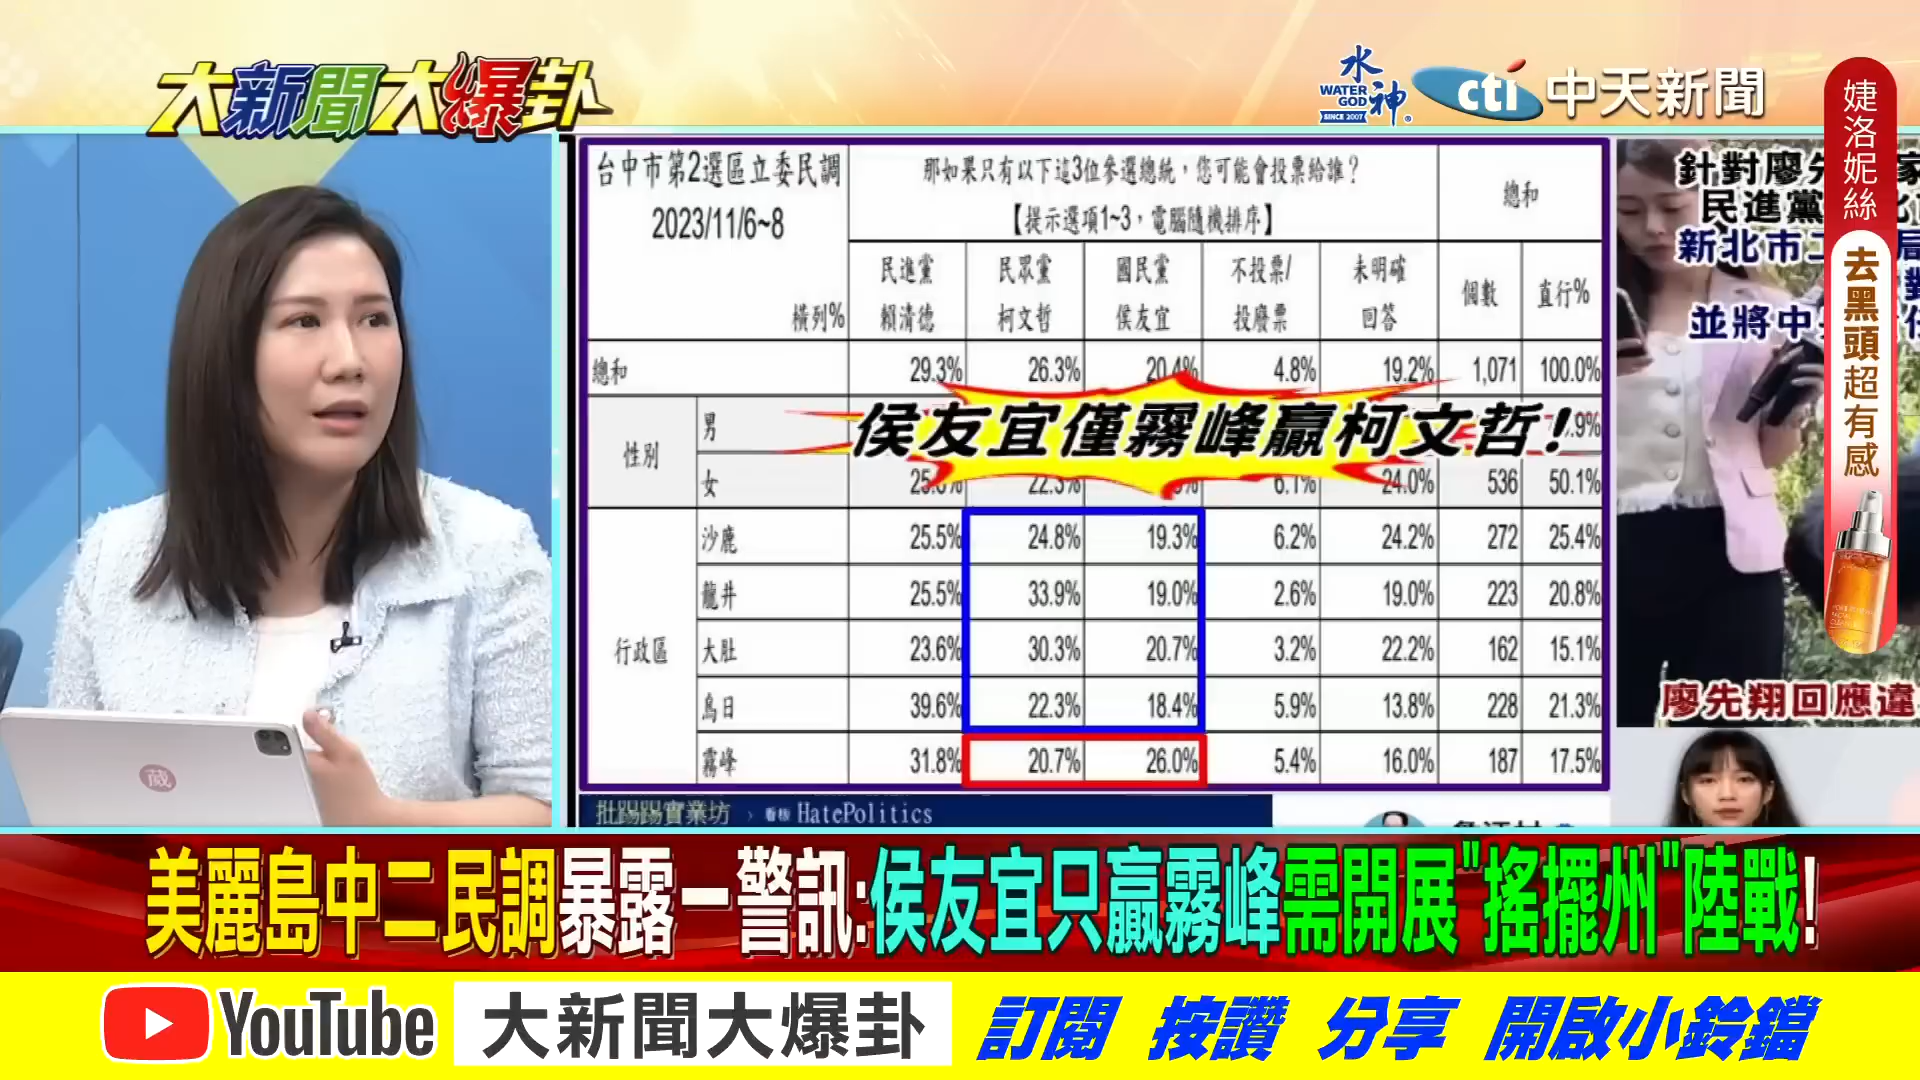 大新聞大爆卦
水神
WATER GOD
SINCE 2007
cti 中天新聞
婕洛妮絲
去黑頭超有感
台中市第2選區立委民調
2023/11/6~8
橫列%
那如果只有以下這3位參選總統，您可能會投票給誰？
【提示選項1~3，電腦隨機排序】
總和
民進黨 賴清德
民眾黨 柯文哲
國民黨 侯友宜
不投票/投廢票
未明確回答
個數
直行%
總和 29.3% 26.3% 20.4% 4.8% 19.2% 1,071 100.0%
侯友宜僅霧峰贏柯文哲!
性別
男
女 536 50.1%
行政區
沙鹿 25.5% 24.8% 19.3% 6.2% 24.2% 272 25.4%
龍井 25.5% 33.9% 19.0% 2.6% 19.0% 223 20.8%
大肚 23.6% 30.3% 20.7% 3.2% 22.2% 162 15.1%
烏日 39.6% 22.3% 18.4% 5.9% 13.8% 228 21.3%
霧峰 31.8% 20.7% 26.0% 5.4% 16.0% 187 17.5%
批踢踢實業坊 › 看板 HatePolitics
針對廖先
民進黨
新北市
並將中
廖先翔回應違
美麗島中二民調暴露一警訊:侯友宜只贏霧峰需開展"搖擺州"陸戰!
YouTube 大新聞大爆卦 訂閱 按讚 分享 開啟小鈴鐺